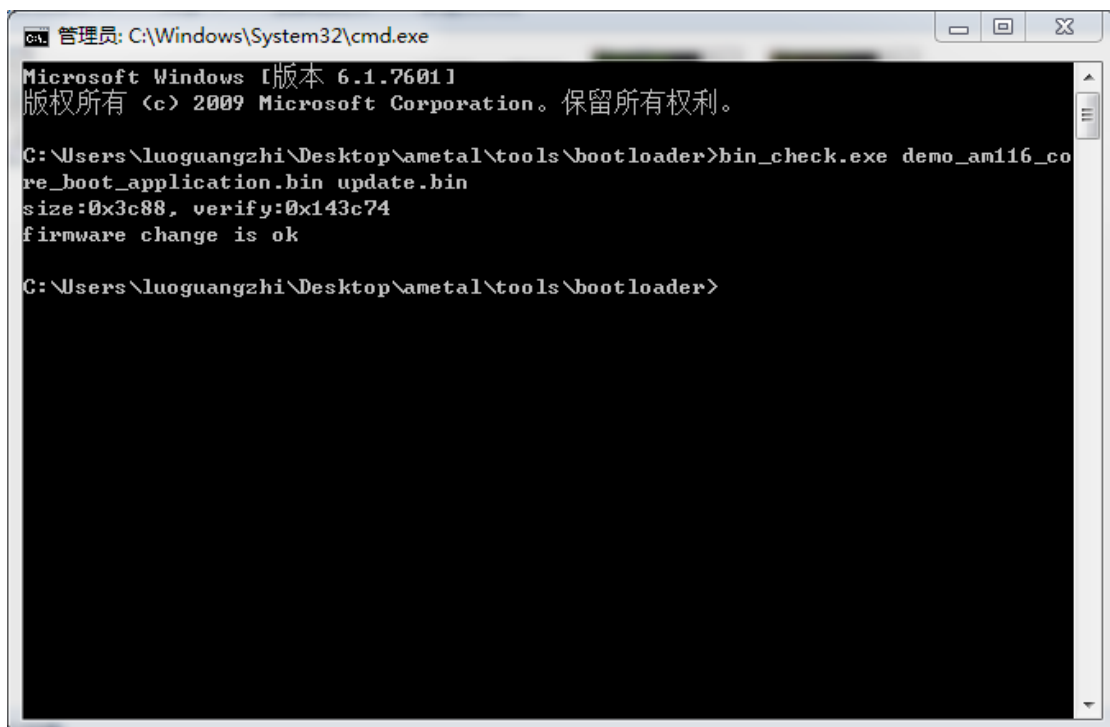 管理员: C:\Windows\System32\cmd.exe
Microsoft Windows [版本 6.1.7601]
版权所有 (c) 2009 Microsoft Corporation。保留所有权利。
C:\Users\luoguangzhi\Desktop\ametal\tools\bootloader>bin_check.exe demo_am116_co
re_boot_application.bin update.bin
size:0x3c88, verify:0x143c74
firmware change is ok
C:\Users\luoguangzhi\Desktop\ametal\tools\bootloader>